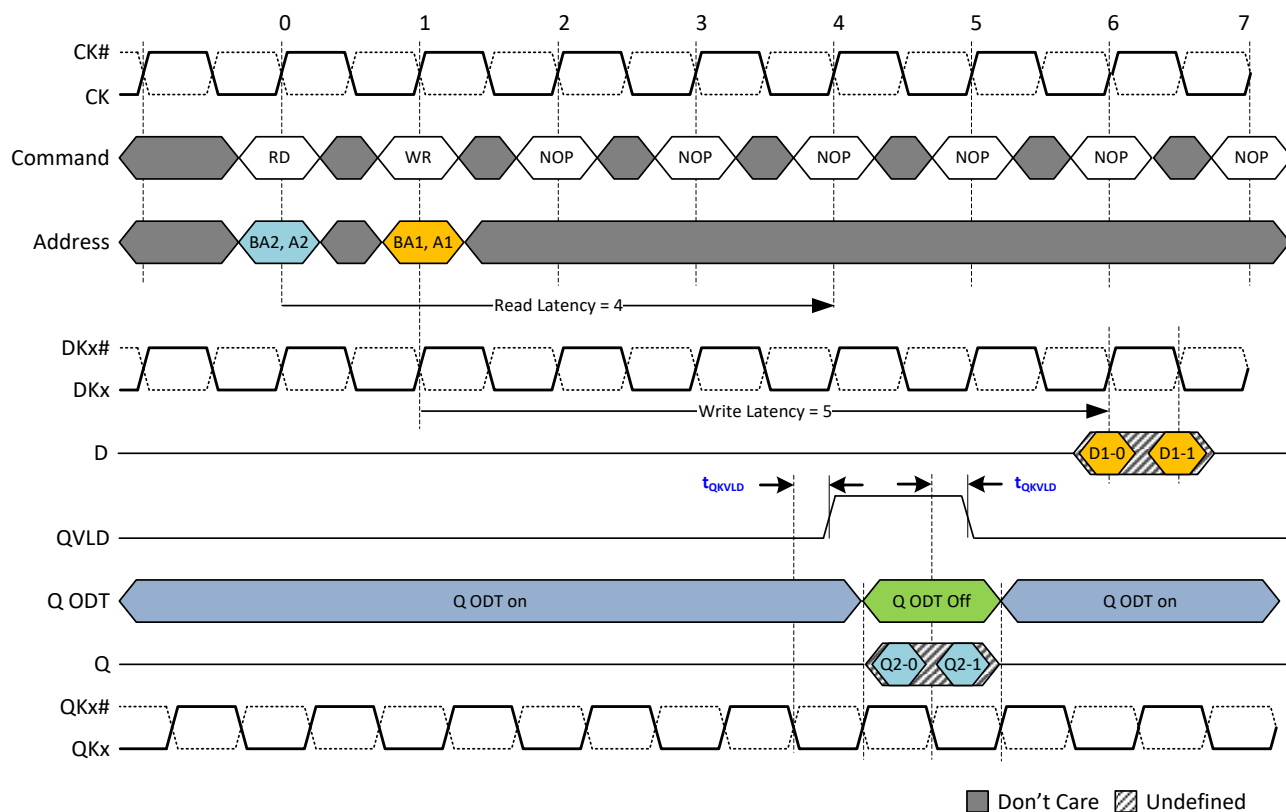 0 1 2 3 4 5 6 7
CK#
CK
Command RD WR NOP NOP NOP NOP NOP NOP
Address BA2, A2 BA1, A1
Read Latency = 4
DKx#
DKx
Write Latency = 5
D D1-0 D1-1
tQKVLD tQKVLD
QVLD
Q ODT Q ODT on Q ODT Off Q ODT on
Q Q2-0 Q2-1
QKx#
QKx
Don't Care Undefined